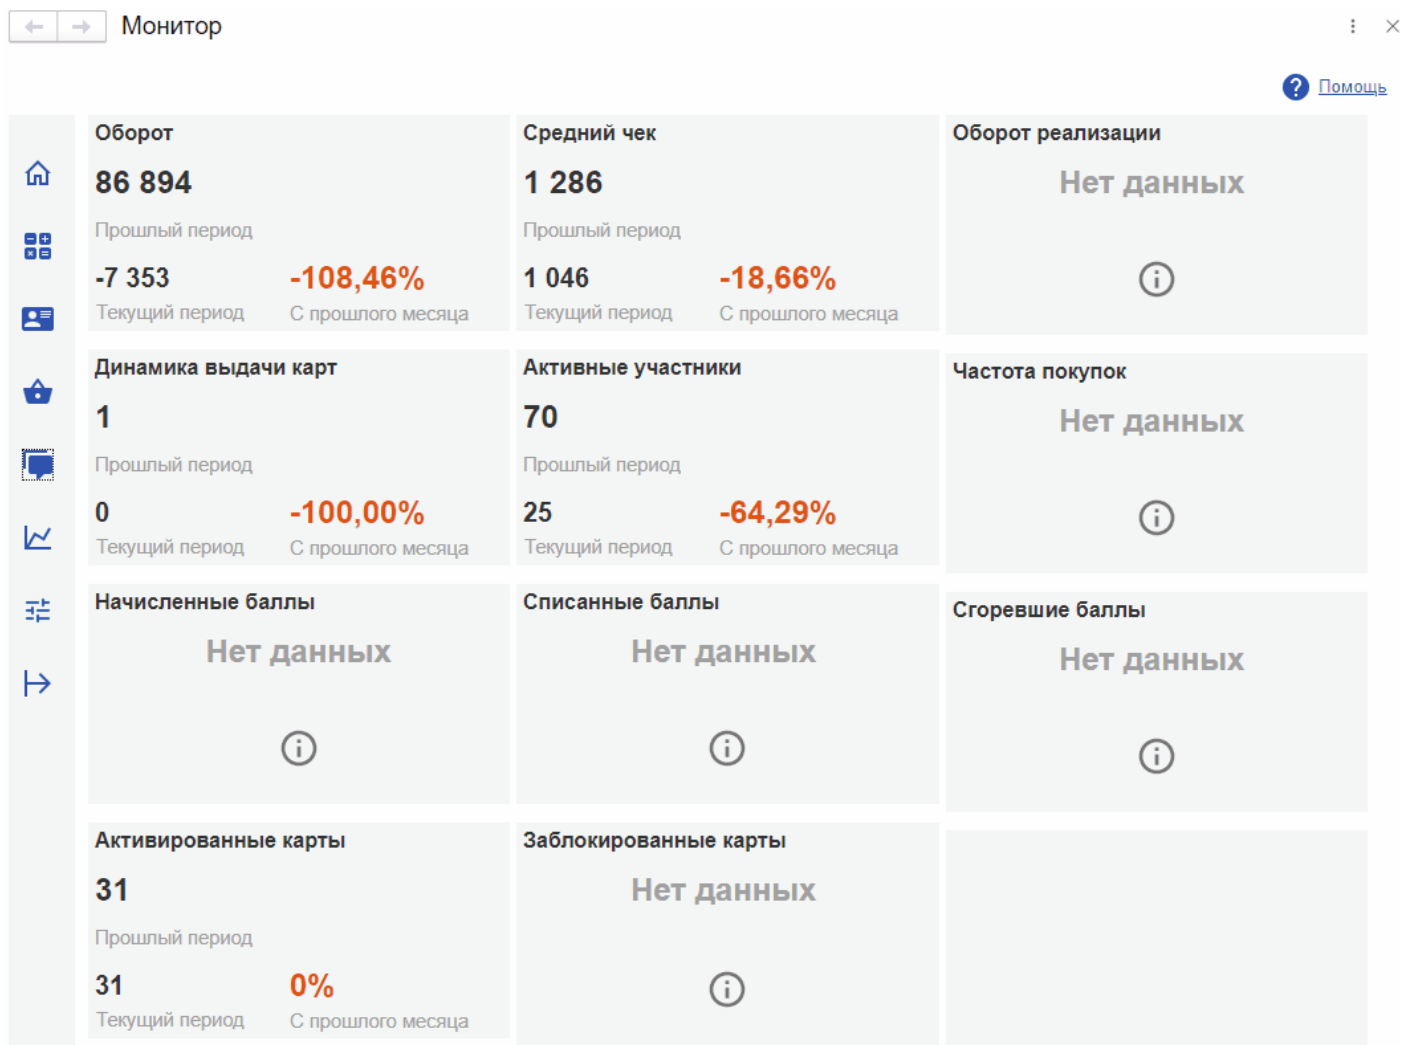 Монитор
Помощь
Оборот
86 894
Прошлый период
-7 353
-108,46%
Текущий период
С прошлого месяца
Средний чек
1 286
Прошлый период
1 046
-18,66%
Текущий период
С прошлого месяца
Оборот реализации
Нет данных
Динамика выдачи карт
1
Прошлый период
0
-100,00%
Текущий период
С прошлого месяца
Активные участники
70
Прошлый период
25
-64,29%
Текущий период
С прошлого месяца
Частота покупок
Нет данных
Начисленные баллы
Нет данных
Списанные баллы
Нет данных
Сгоревшие баллы
Нет данных
Активированные карты
31
Прошлый период
31
0%
Текущий период
С прошлого месяца
Заблокированные карты
Нет данных